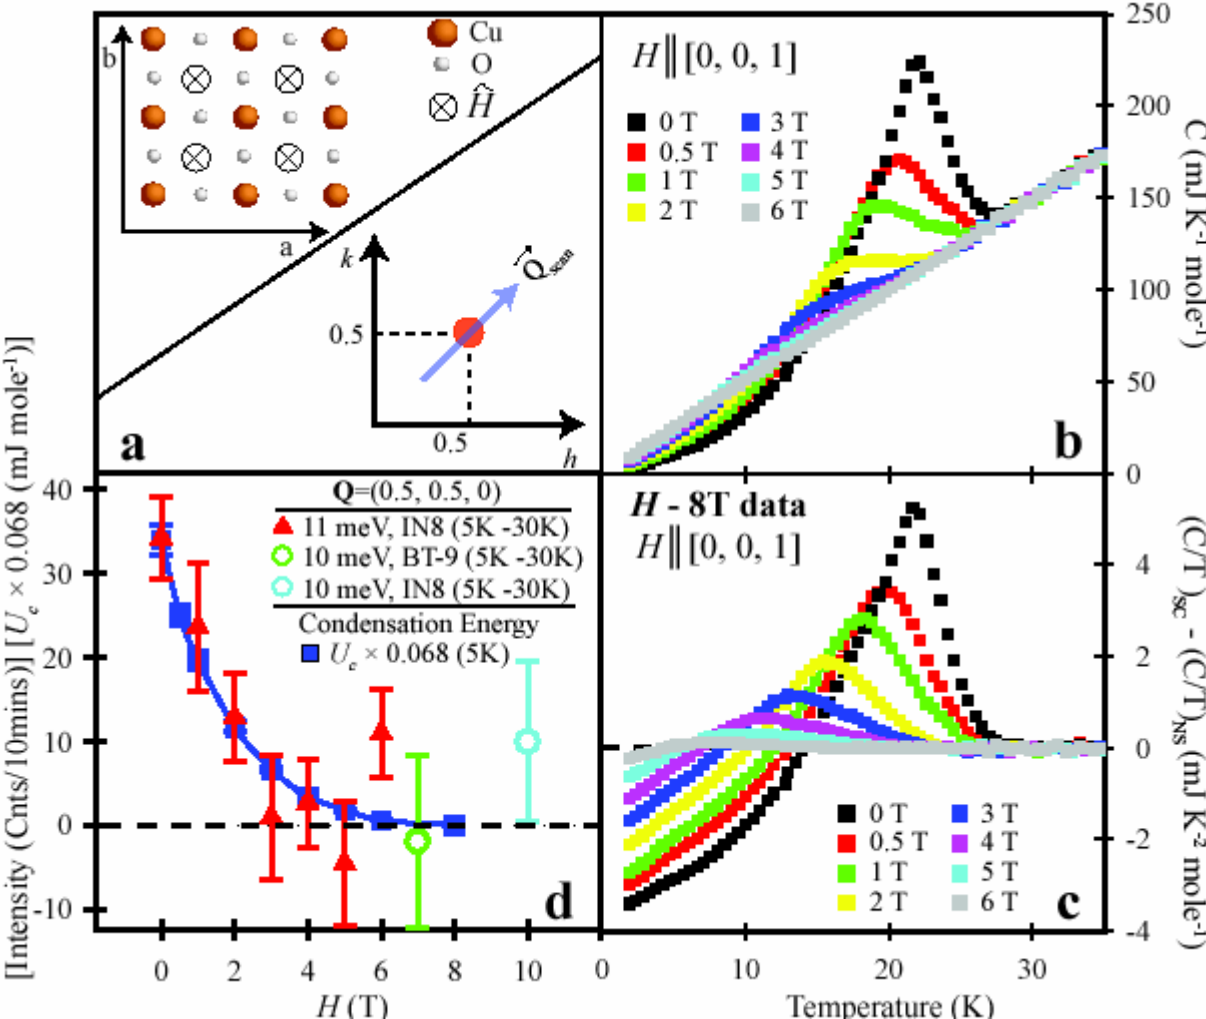 b
Cu
O
Ĥ
a
k
Q scan
0.5
0.5
h
a
H || [0, 0, 1]
0 T
0.5 T
1 T
2 T
3 T
4 T
5 T
6 T
250
200
150
100
50
0
C (mJ K⁻¹ mole⁻¹)
b
[Intensity (Cnts/10mins)] [U_c × 0.068 (mJ mole⁻¹)]
40
30
20
10
0
-10
Q=(0.5, 0.5, 0)
11 meV, IN8 (5K -30K)
10 meV, BT-9 (5K -30K)
10 meV, IN8 (5K -30K)
Condensation Energy
U_c × 0.068 (5K)
d
0 2 4 6 8 10
H (T)
H - 8T data
H || [0, 0, 1]
4
2
0
-2
-4
(C/T)_SC - (C/T)_NS (mJ K⁻² mole⁻¹)
0 T
0.5 T
1 T
2 T
3 T
4 T
5 T
6 T
c
0 10 20 30
Temperature (K)